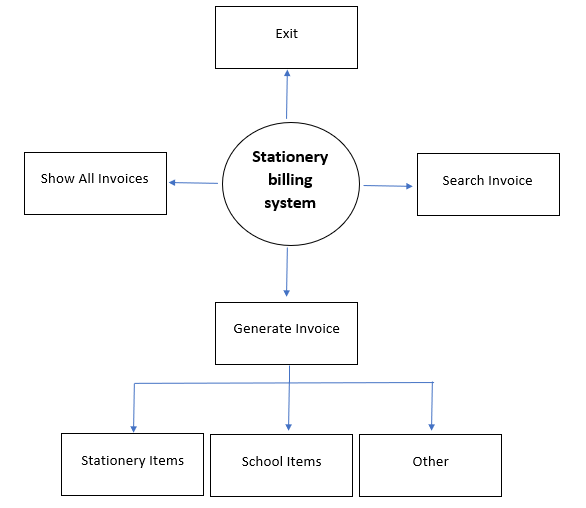 Exit
Stationery
billing
system
Show All Invoices
Search Invoice
Generate Invoice
Stationery Items
School Items
Other